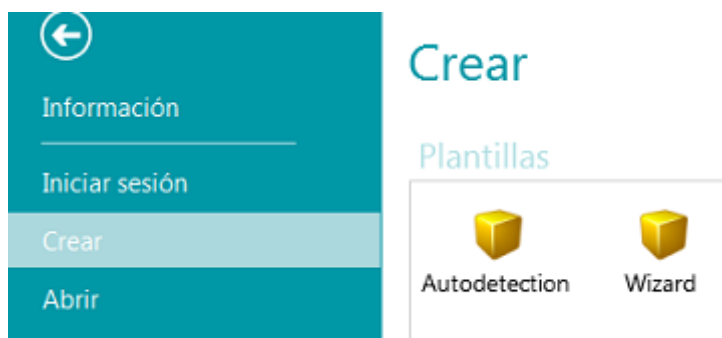 Información
Iniciar sesión
Crear
Abrir
Crear
Plantillas
Autodetection
Wizard